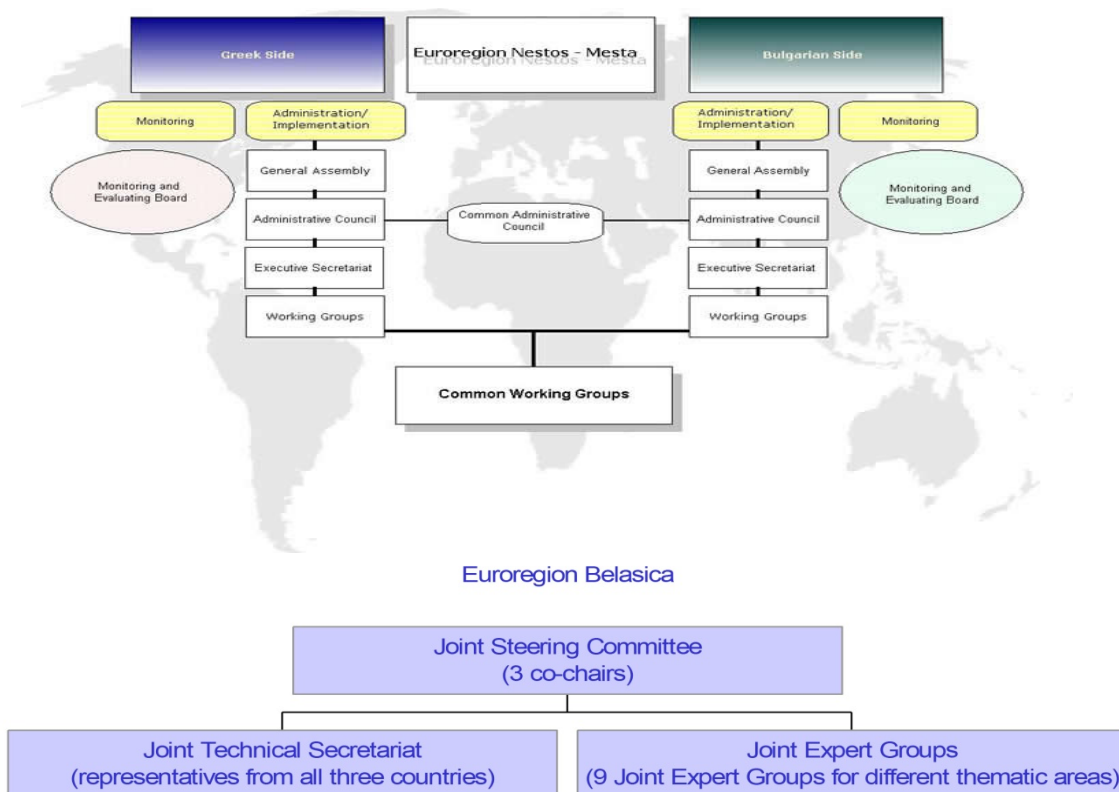 Greek Side
Euroregion Nestos - Mesta
Bulgarian Side
Monitoring
Administration/
Implementation
Administration/
Implementation
Monitoring
Monitoring and
Evaluating Board
General Assembly
General Assembly
Monitoring and
Evaluating Board
Administrative Council
Common Administrative
Council
Administrative Council
Executive Secretariat
Executive Secretariat
Working Groups
Working Groups
Common Working Groups
Euroregion Belasica
Joint Steering Committee
(3 co-chairs)
Joint Technical Secretariat
(representatives from all three countries)
Joint Expert Groups
(9 Joint Expert Groups for different thematic areas)